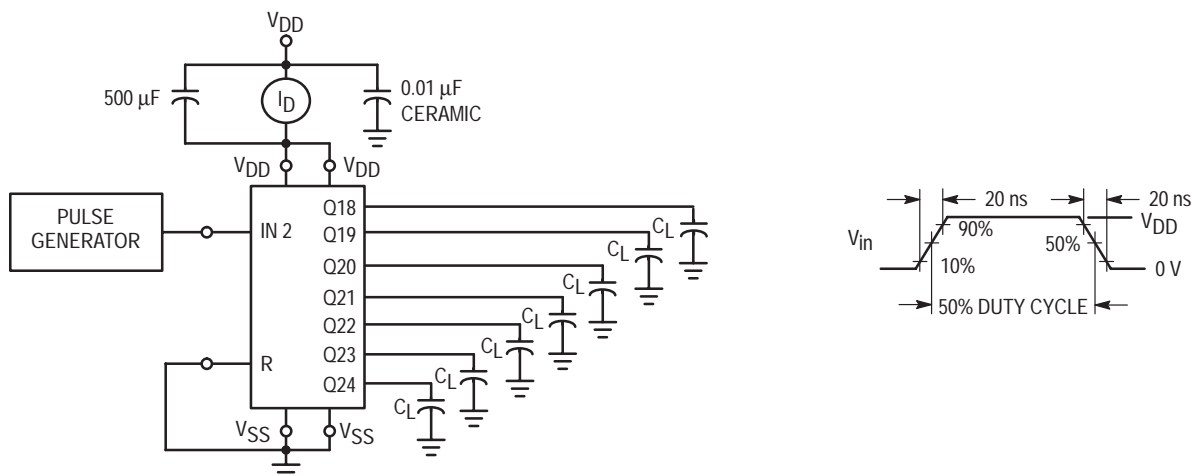 VDD
500 μF
ID
0.01 μF
CERAMIC
VDD
VDD
PULSE
GENERATOR
IN 2
R
Q18
Q19
Q20
Q21
Q22
Q23
Q24
CL
CL
CL
CL
CL
CL
CL
VSS
VSS
20 ns
20 ns
Vin
90%
10%
50%
VDD
0 V
50% DUTY CYCLE